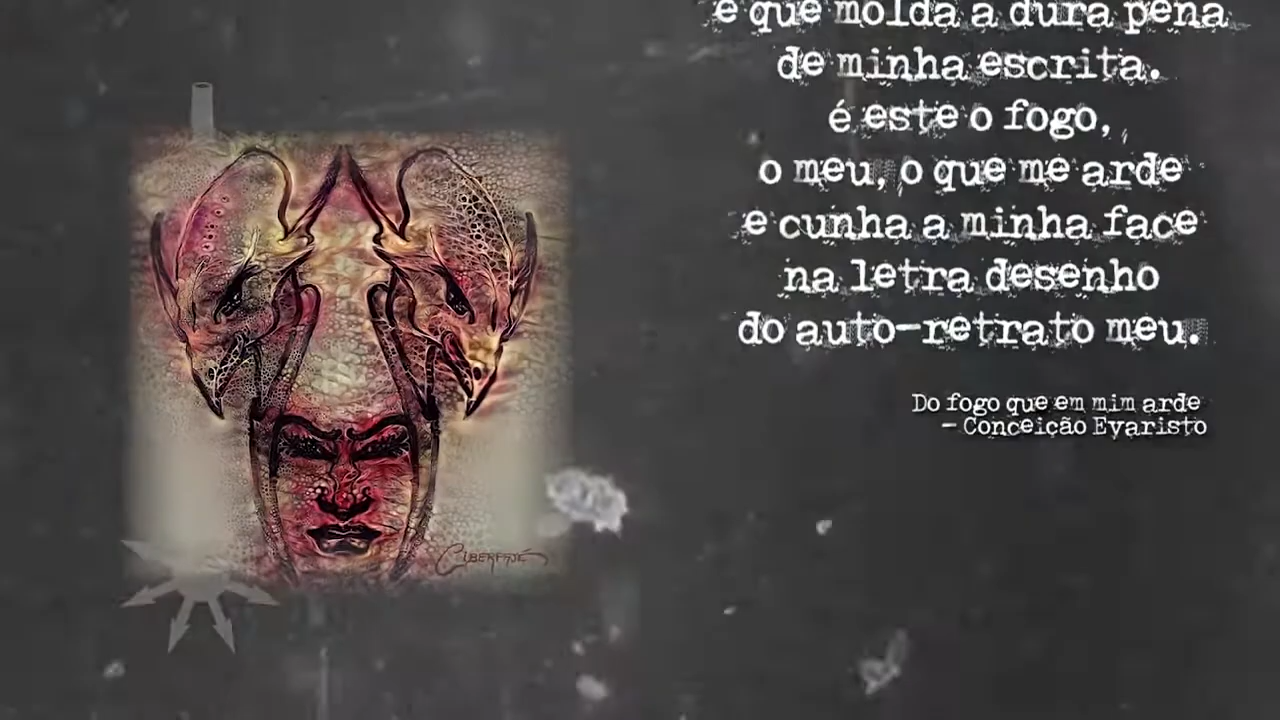 e que molda a dura pena
de minha escrita.
é este o fogo,
o meu, o que me arde
e cunha a minha face
na letra desenho
do auto-retrato meu.
Do fogo que em mim arde
- Conceição Evaristo
CIBERPAJÉ